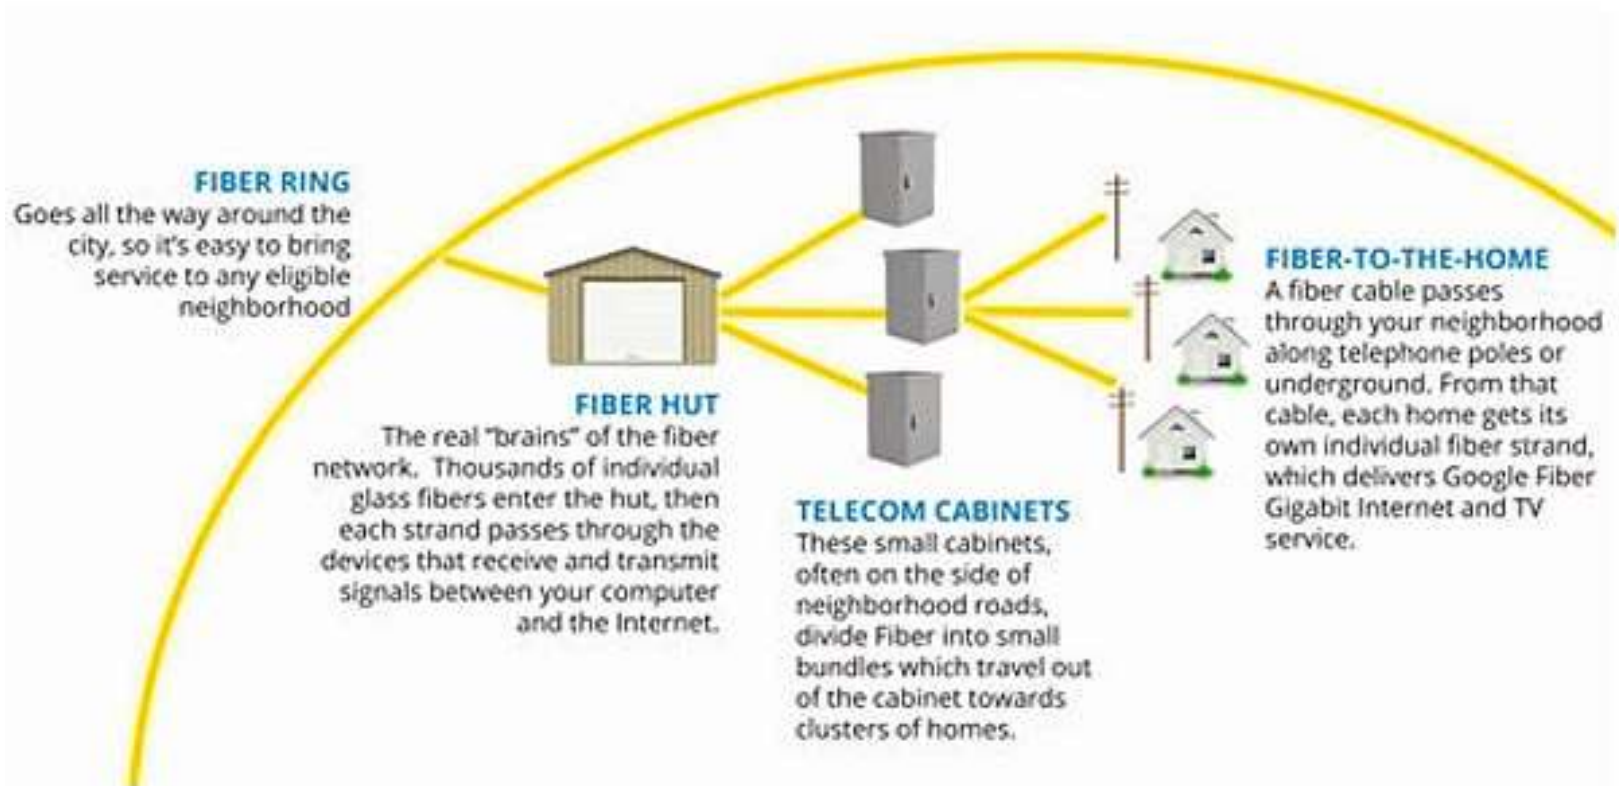 FIBER RING
Goes all the way around the
city, so it's easy to bring
service to any eligible
neighborhood
FIBER HUT
The real "brains" of the fiber
network. Thousands of individual
glass fibers enter the hut, then
each strand passes through the
devices that receive and transmit
signals between your computer
and the Internet.
TELECOM CABINETS
These small cabinets,
often on the side of
neighborhood roads,
divide Fiber into small
bundles which travel out
of the cabinet towards
clusters of homes.
FIBER-TO-THE-HOME
A fiber cable passes
through your neighborhood
along telephone poles or
underground. From that
cable, each home gets its
own individual fiber strand,
which delivers Google Fiber
Gigabit Internet and TV
service.